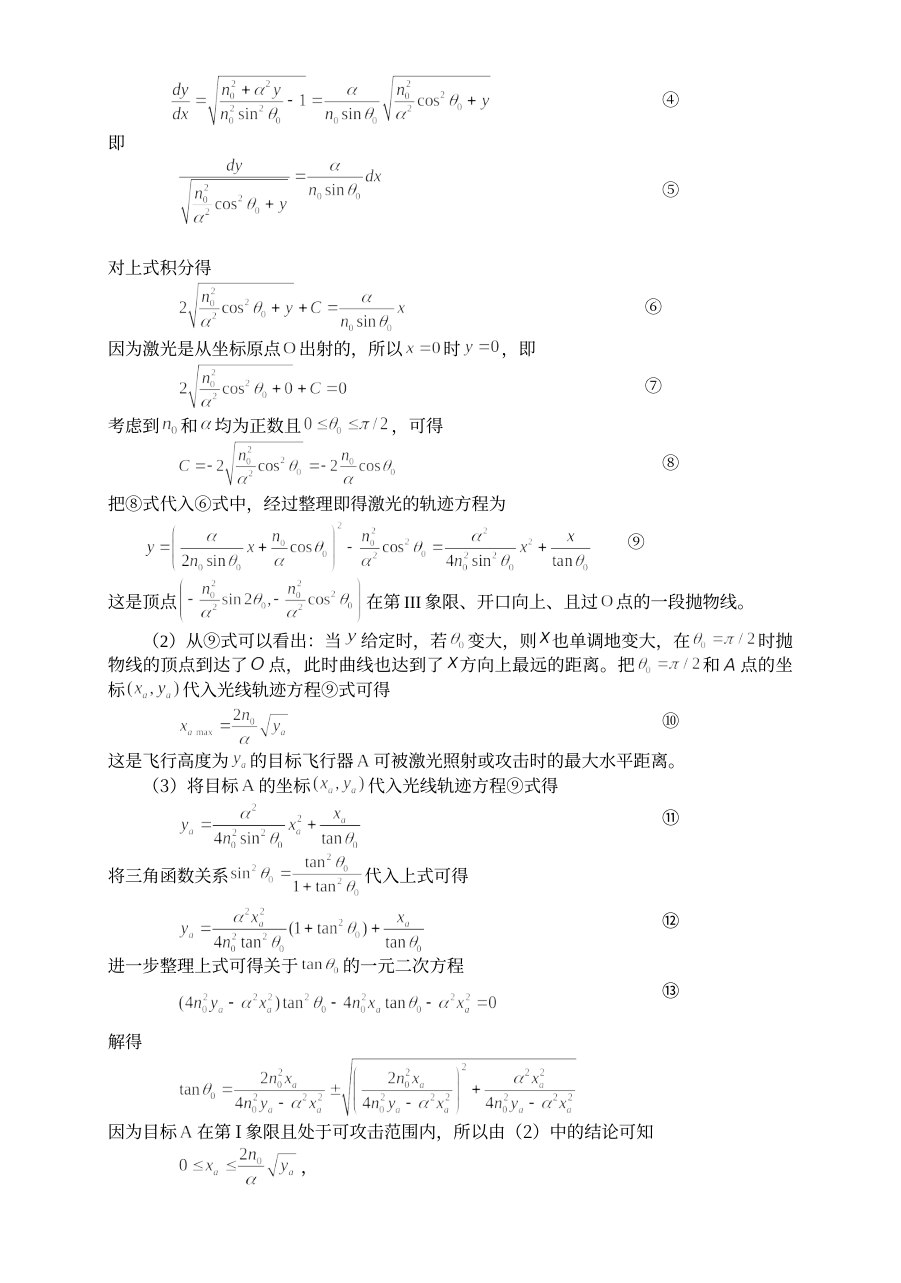 dy/dx = √((n₀² + α²y)/(n₀² sin²θ₀) − 1) = α/(n₀ sinθ₀) √(n₀²/α² cos²θ₀ + y) ④
即
dy/√(n₀²/α² cos²θ₀ + y) = α/(n₀ sinθ₀) dx ⑤
对上式积分得
2√(n₀²/α² cos²θ₀ + y) + C = α/(n₀ sinθ₀) x ⑥
因为激光是从坐标原点O出射的，所以 x = 0 时 y = 0，即
2√(n₀²/α² cos²θ₀ + 0) + C = 0 ⑦
考虑到 n₀ 和 α 均为正数且 0 ≤ θ₀ ≤ π / 2，可得
C = − 2√(n₀²/α² cos²θ₀) = − 2 n₀/α cosθ₀ ⑧
把⑧式代入⑥式中，经过整理即得激光的轨迹方程为
y = (α/(2n₀ sinθ₀) x + n₀/α cosθ₀)² − n₀²/α² cos²θ₀ = α²/(4n₀² sin²θ₀) x² + x/tanθ₀ ⑨
这是顶点 (− n₀²/α² sin2θ₀, − n₀²/α² cos²θ₀) 在第 III 象限、开口向上、且过O点的一段抛物线。
（2）从⑨式可以看出：当 y 给定时，若 θ₀ 变大，则 x 也单调地变大，在 θ₀ = π / 2 时抛
物线的顶点到达了 O 点，此时曲线也达到了 x 方向上最远的距离。把 θ₀ = π / 2 和 A 点的坐
标 (xₐ, yₐ) 代入光线轨迹方程⑨式可得
x_{a max} = 2n₀/α √yₐ ⑩
这是飞行高度为 yₐ 的目标飞行器 A 可被激光照射或攻击时的最大水平距离。
（3）将目标 A 的坐标 (xₐ, yₐ) 代入光线轨迹方程⑨式得
yₐ = α²/(4n₀² sin²θ₀) xₐ² + xₐ/tanθ₀ ⑪
将三角函数关系 sin²θ₀ = tan²θ₀/(1 + tan²θ₀) 代入上式可得
yₐ = α²xₐ²/(4n₀² tan²θ₀) (1 + tan²θ₀) + xₐ/tanθ₀ ⑫
进一步整理上式可得关于 tanθ₀ 的一元二次方程
(4n₀²yₐ − α²xₐ²) tan²θ₀ − 4n₀²xₐ tanθ₀ − α²xₐ² = 0 ⑬
解得
tanθ₀ = 2n₀²xₐ/(4n₀²yₐ − α²xₐ²) ± √((2n₀²xₐ/(4n₀²yₐ − α²xₐ²))² + α²xₐ²/(4n₀²yₐ − α²xₐ²))
因为目标 A 在第 I 象限且处于可攻击范围内，所以由（2）中的结论可知
0 ≤ xₐ ≤ 2n₀/α √yₐ，